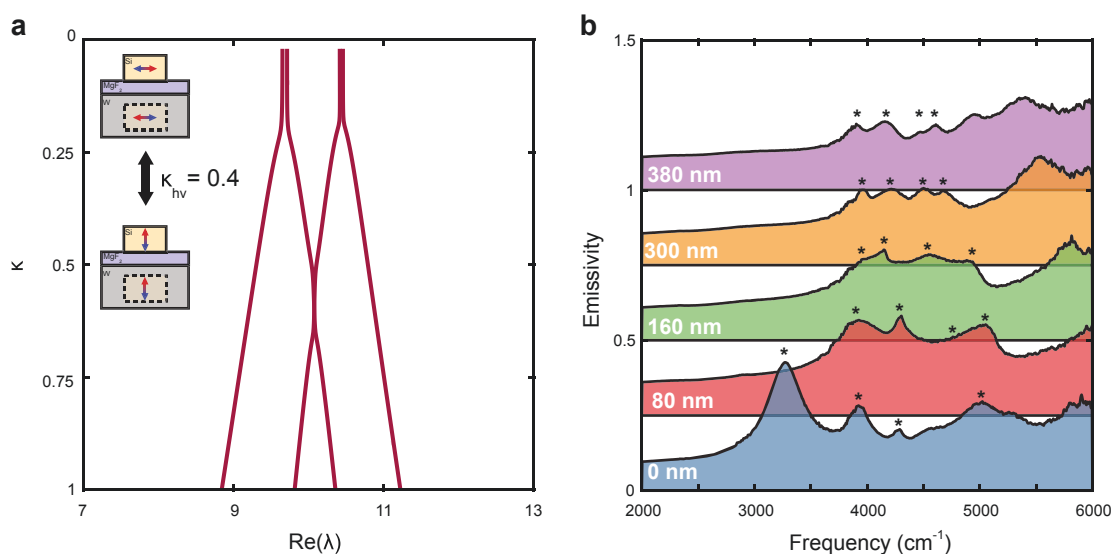 a
0
0.25
0.5
0.75
1
κ
Si
MgF2
W
κhv = 0.4
Si
MgF2
W
7
9
11
13
Re(λ)
b
1.5
1
0.5
0
Emissivity
* * * *
380 nm
* * * *
300 nm
* * * *
160 nm
* * * *
80 nm
* * * *
0 nm
2000
3000
4000
5000
6000
Frequency (cm-1)